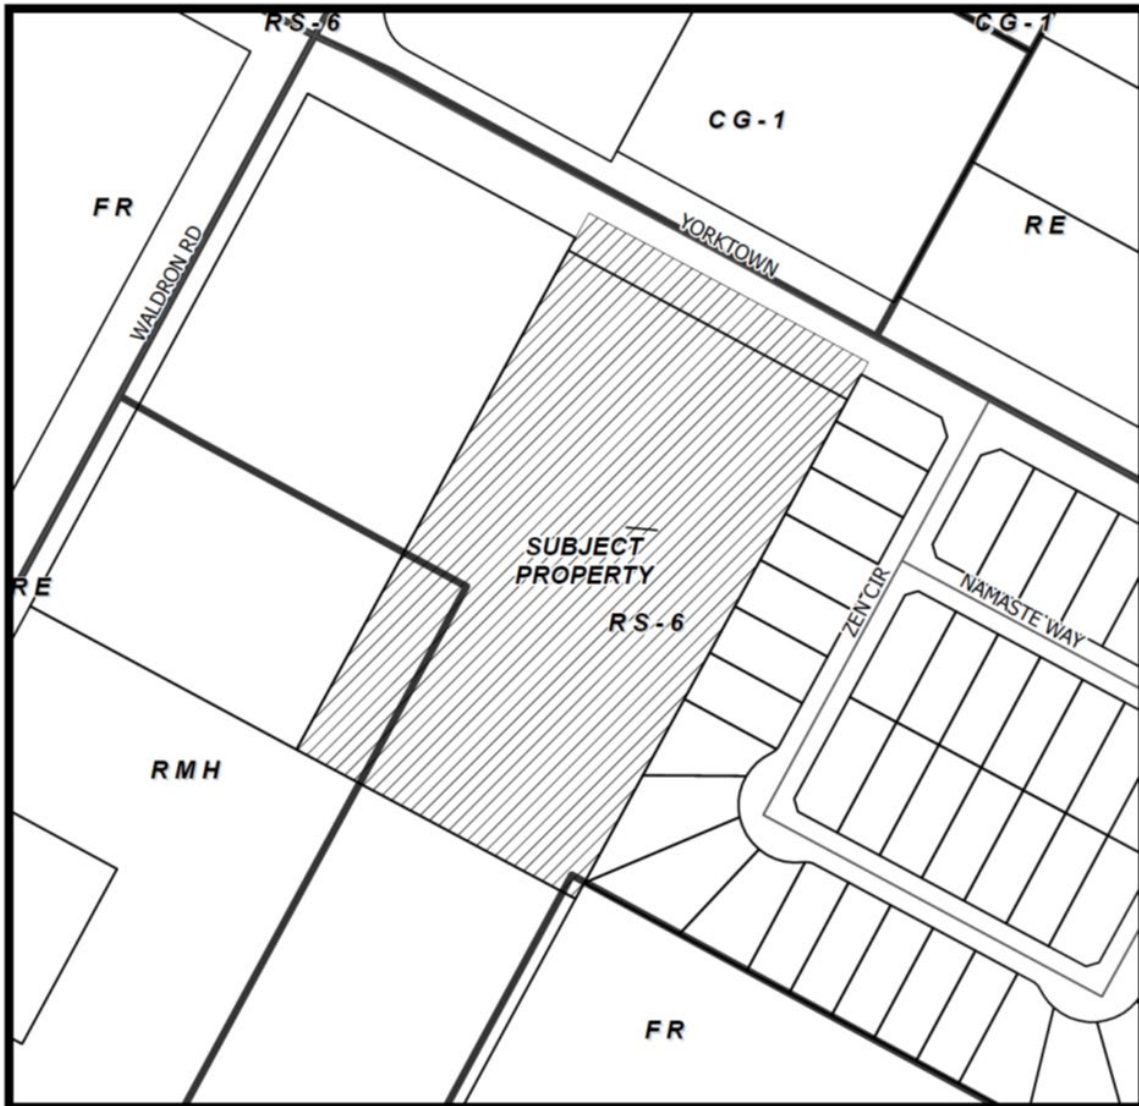 RS-6
CG-1
CG-1
FR
RE
YORKTOWN
WALDRON RD
SUBJECT
PROPERTY
RE
ZEN CIR
NAMASTE WAY
RS-6
RMH
FR